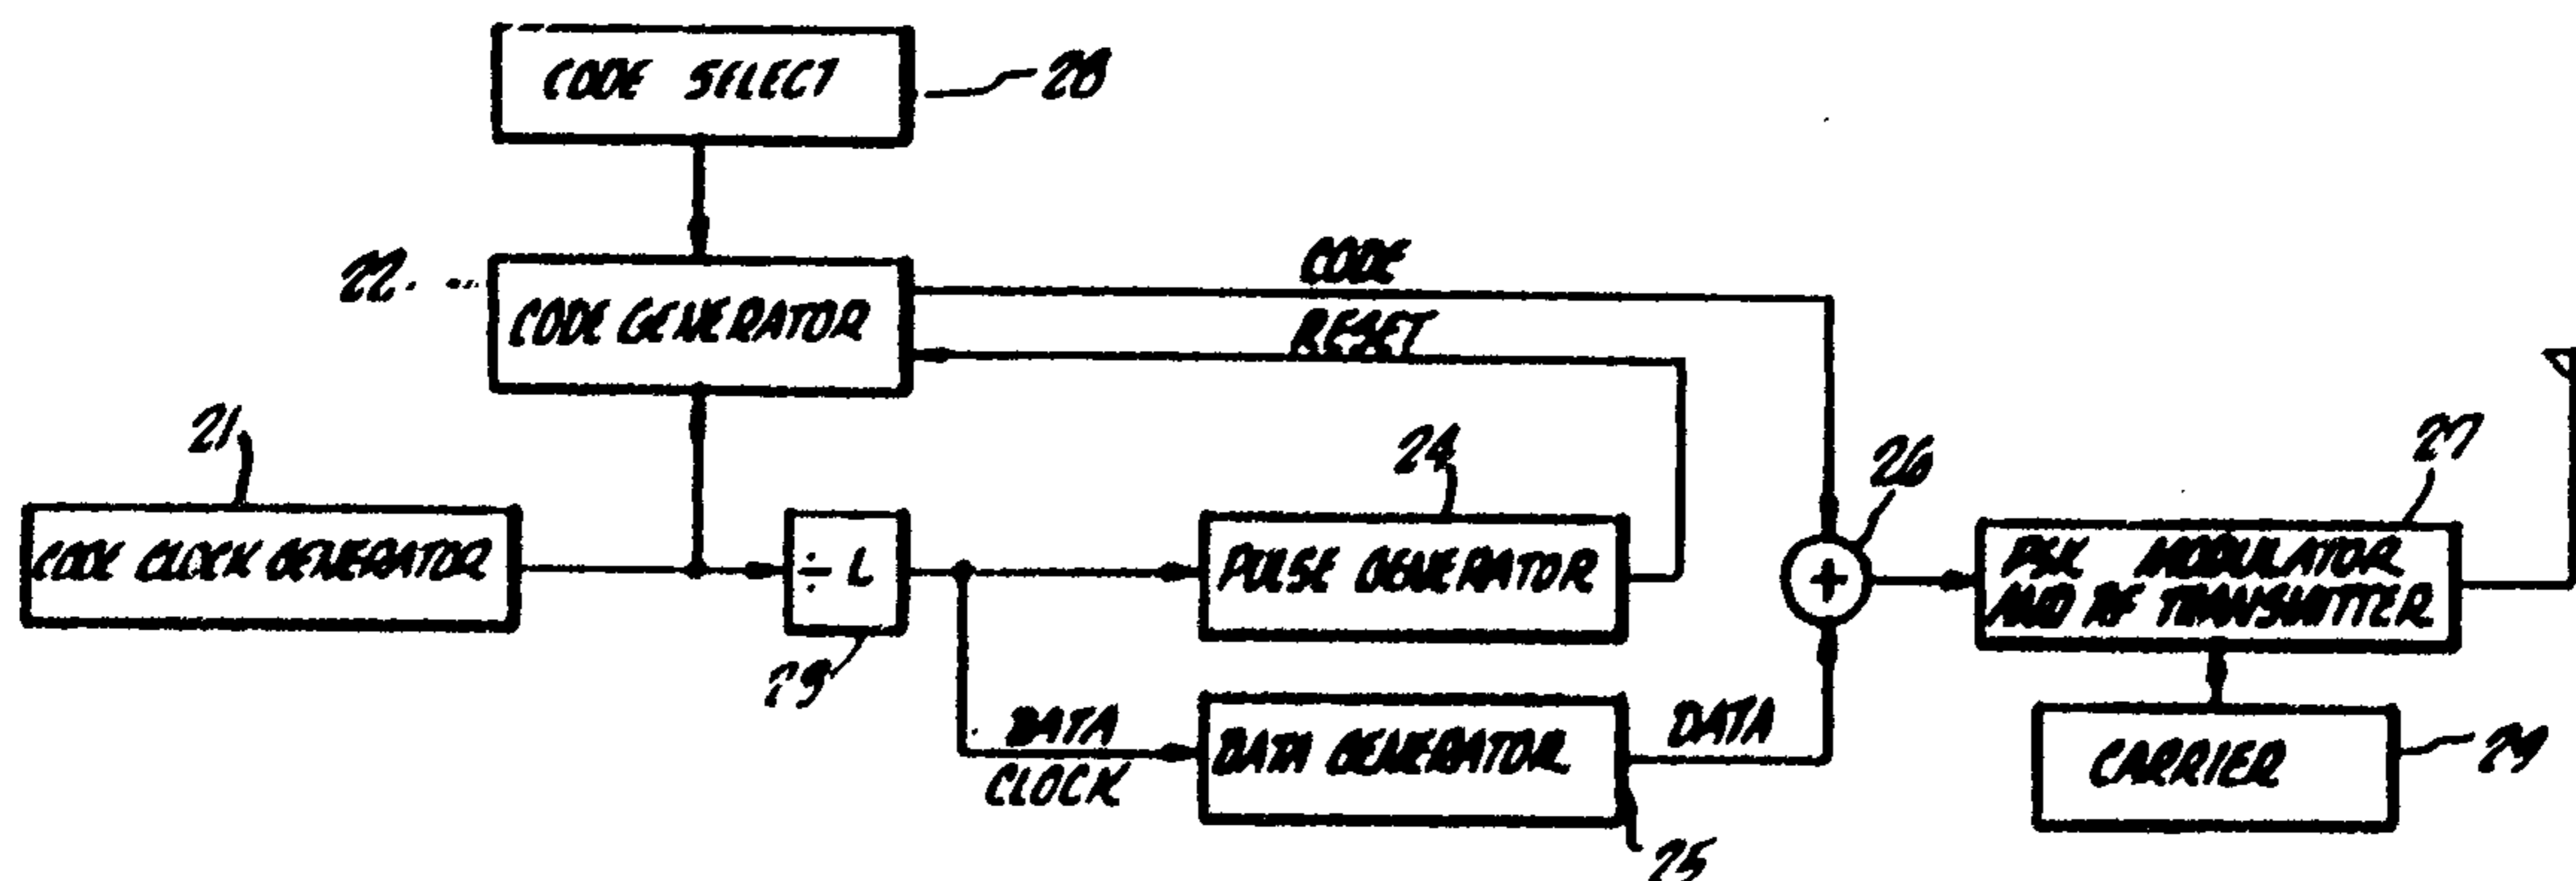 CODE SELECT
28
22
CODE GENERATOR
CODE
RESET
21
CODE CLOCK GENERATOR
÷ L
23
24
PULSE GENERATOR
26
+
27
PSK MODULATOR
AND RF TRANSMITTER
DATA
CLOCK
DATA GENERATOR
25
DATA
CARRIER
29